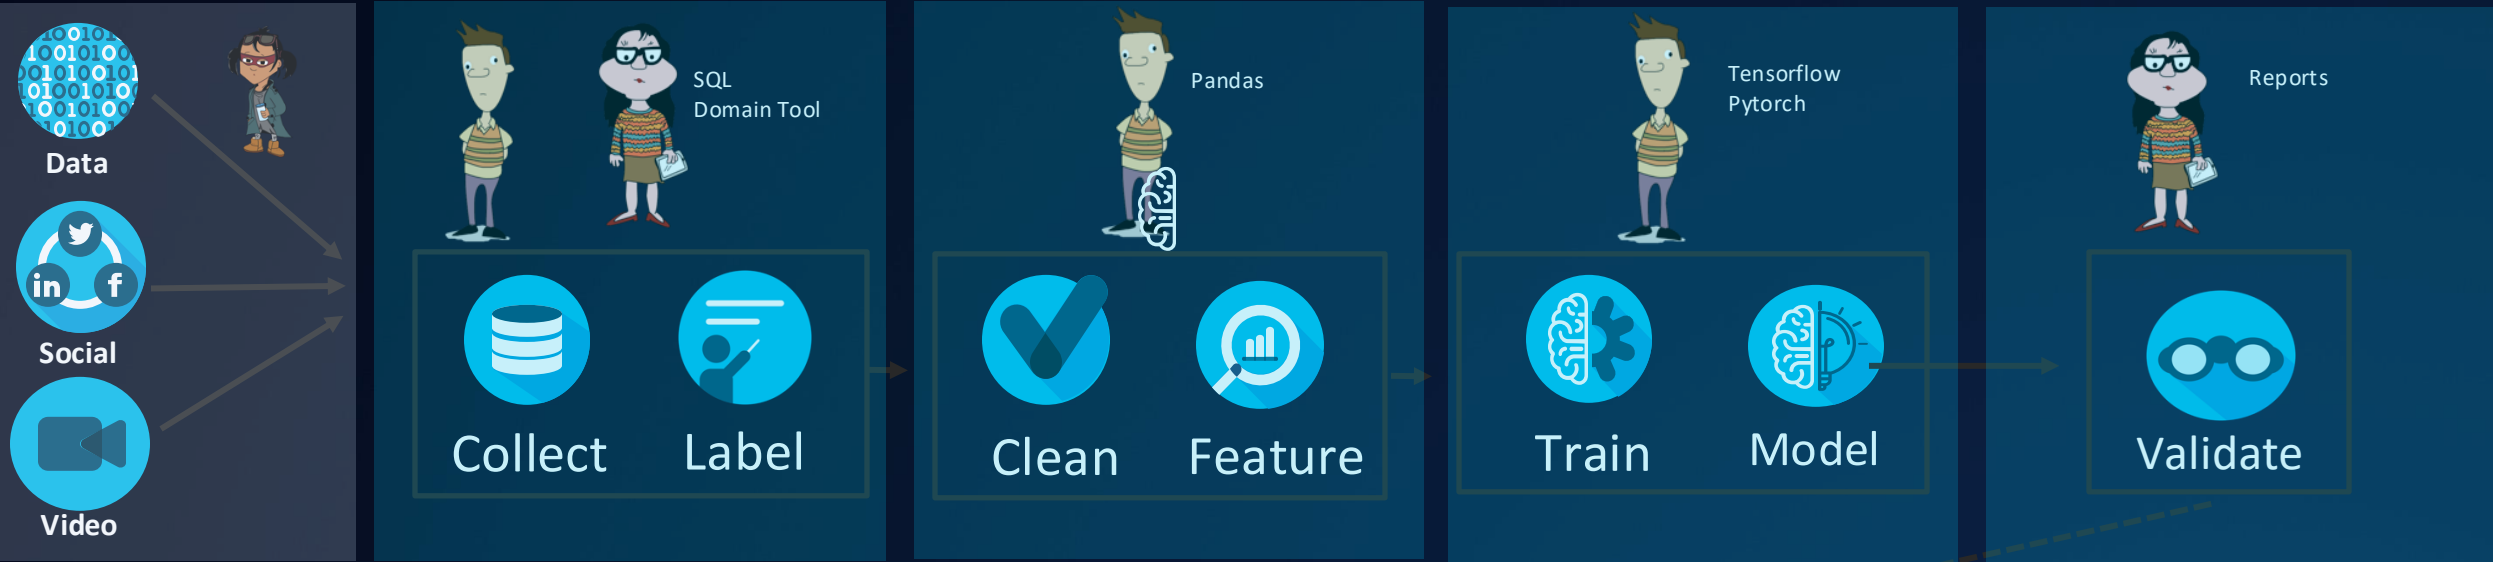 Data
Social
Video
SQL
Domain Tool
Collect
Label
Pandas
Clean
Feature
Tensorflow
Pytorch
Train
Model
Reports
Validate